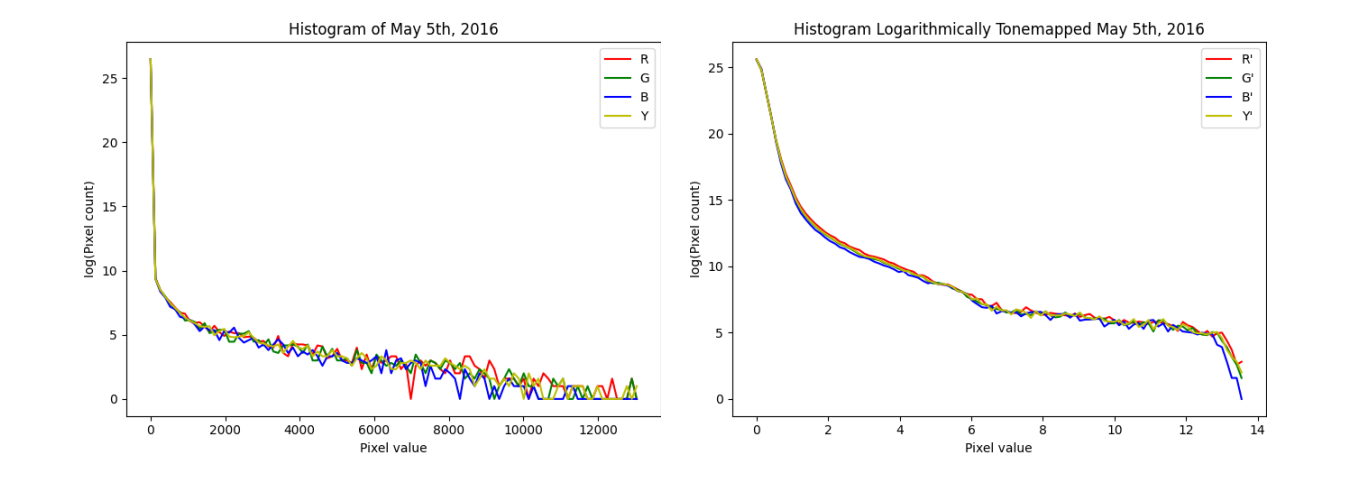 Histogram of May 5th, 2016
R
G
B
Y
25
20
15
10
5
0
log(Pixel count)
0 2000 4000 6000 8000 10000 12000
Pixel value
Histogram Logarithmically Tonemapped May 5th, 2016
R'
G'
B'
Y'
25
20
15
10
5
0
log(Pixel count)
0 2 4 6 8 10 12 14
Pixel value